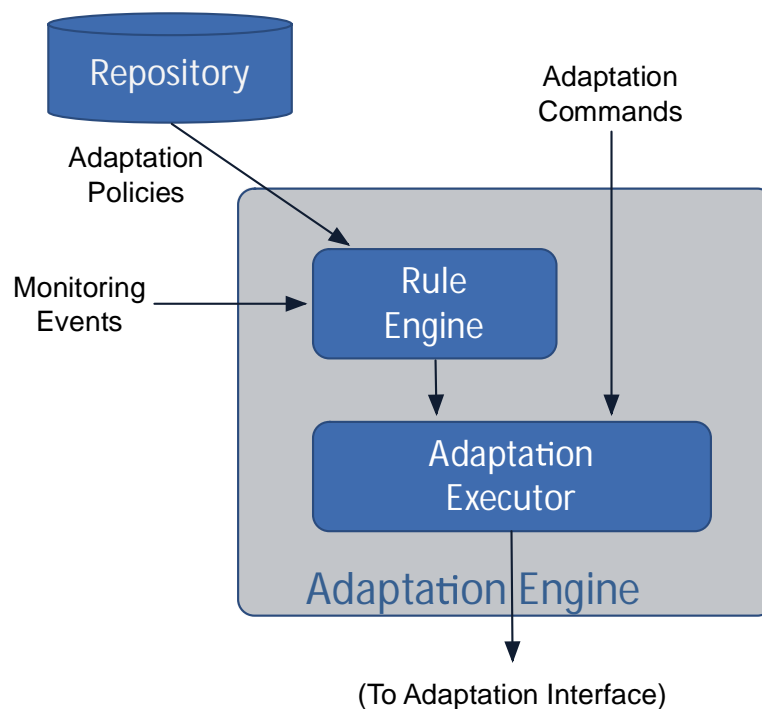 Repository
Adaptation
Commands
Adaptation
Policies
Monitoring
Events
Rule
Engine
Adaptation
Executor
Adaptation Engine
(To Adaptation Interface)